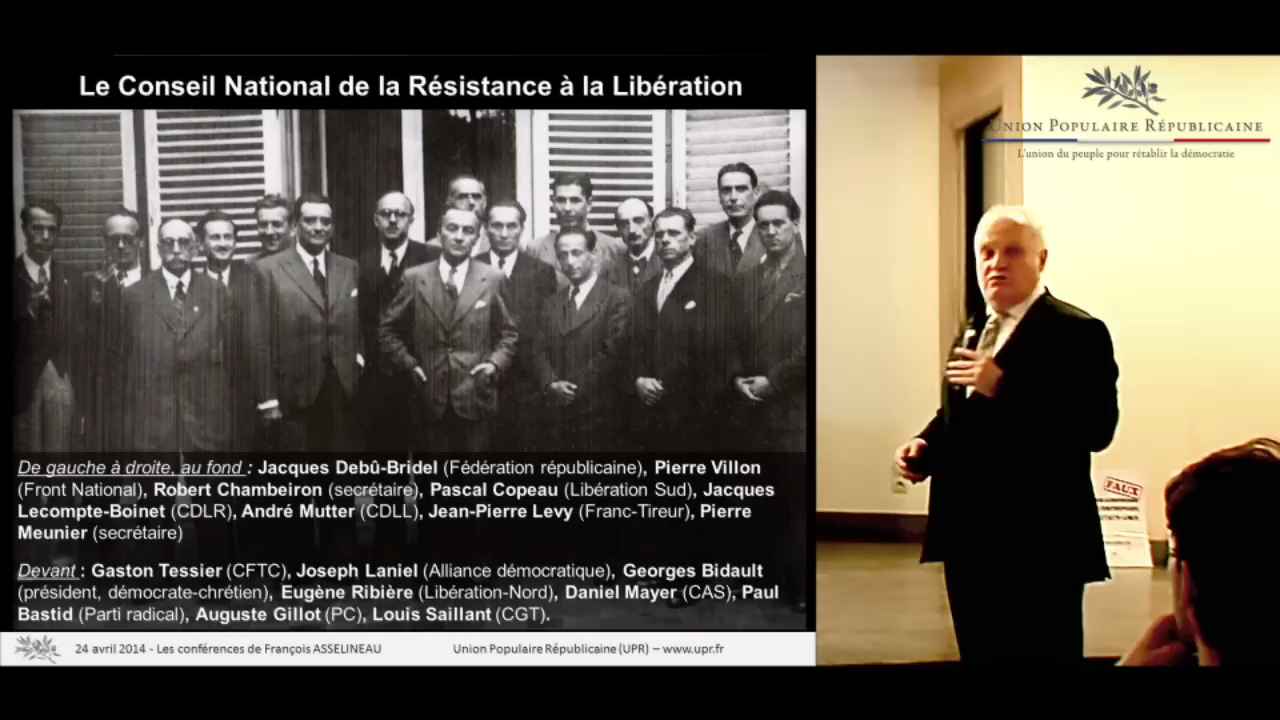 Le Conseil National de la Résistance à la Libération
De gauche à droite, au fond : Jacques Debû-Bridel (Fédération républicaine), Pierre Villon
(Front National), Robert Chambeiron (secrétaire), Pascal Copeau (Libération Sud), Jacques
Lecompte-Boinet (CDLR), André Mutter (CDLL), Jean-Pierre Levy (Franc-Tireur), Pierre
Meunier (secrétaire)
Devant : Gaston Tessier (CFTC), Joseph Laniel (Alliance démocratique), Georges Bidault
(président, démocrate-chrétien), Eugène Ribière (Libération-Nord), Daniel Mayer (CAS), Paul
Bastid (Parti radical), Auguste Gillot (PC), Louis Saillant (CGT).
24 avril 2014 - Les conférences de François ASSELINEAU Union Populaire Républicaine (UPR) – www.upr.fr
UNION POPULAIRE RÉPUBLICAINE
L'union du peuple pour rétablir la démocratie
FAUX